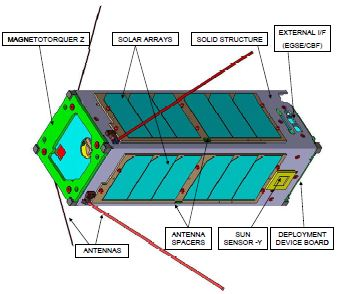 MAGNETOTORQUER Z
SOLAR ARRAYS
SOLID STRUCTURE
EXTERNAL I/F
(EGSE/CBF)
ANTENNAS
ANTENNA
SPACERS
SUN
SENSOR -Y
DEPLOYMENT
DEVICE BOARD